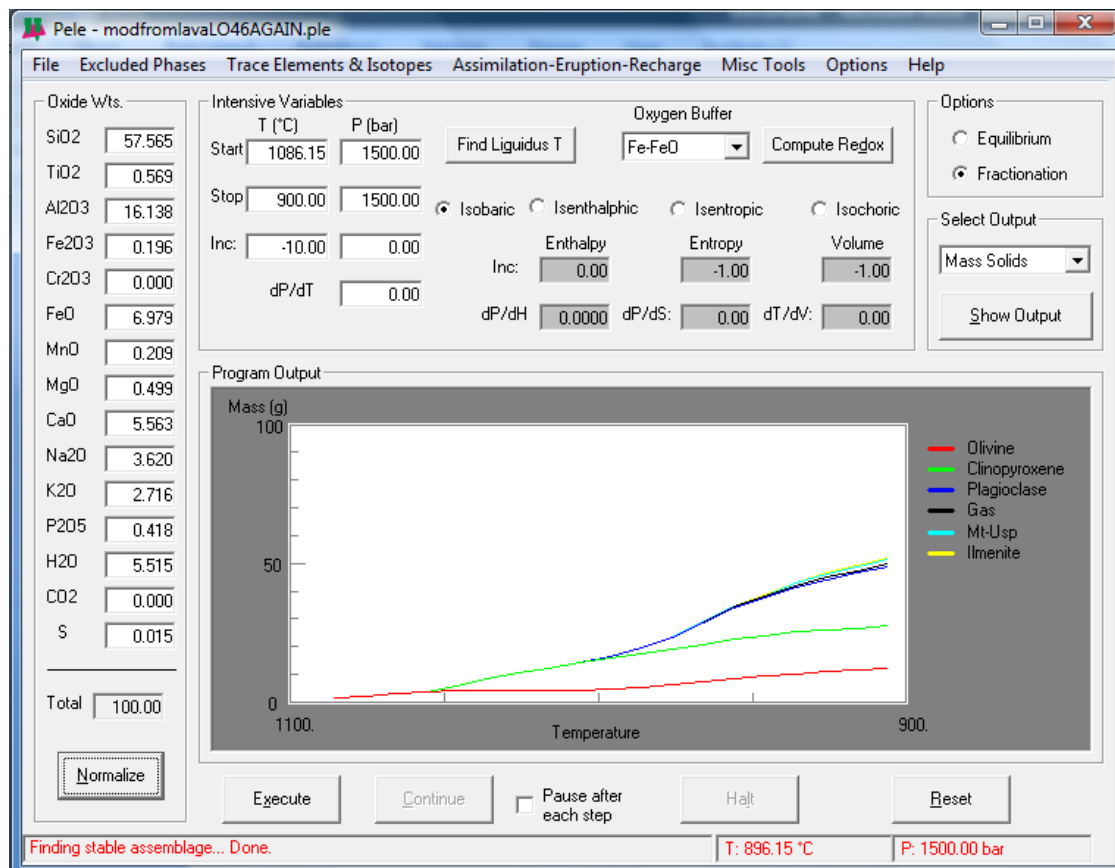 Pele - modfromlavaLO46AGAIN.ple
File Excluded Phases Trace Elements & Isotopes Assimilation-Eruption-Recharge Misc Tools Options Help
Oxide Wts.
SiO2 57.565
TiO2 0.569
Al2O3 16.138
Fe2O3 0.196
Cr2O3 0.000
FeO 6.979
MnO 0.209
MgO 0.499
CaO 5.563
Na2O 3.620
K2O 2.716
P2O5 0.418
H2O 5.515
CO2 0.000
S 0.015
Total 100.00
Normalize
Intensive Variables
T (°C) P (bar)
Start 1086.15 1500.00
Stop 900.00 1500.00
Inc: -10.00 0.00
dP/dT 0.00
Find Liquidus T
Oxygen Buffer
Fe-FeO
Compute Redox
Isobaric Isenthalphic Isentropic Isochoric
Enthalpy Entropy Volume
Inc: 0.00 -1.00 -1.00
dP/dH 0.0000 dP/dS: 0.00 dT/dV: 0.00
Options
Equilibrium
Fractionation
Select Output
Mass Solids
Show Output
Program Output
Mass (g)
100
50
0
1100. Temperature 900.
Olivine
Clinopyroxene
Plagioclase
Gas
Mt-Usp
Ilmenite
Execute Continue Pause after each step Halt Reset
Finding stable assemblage... Done. T: 896.15 °C P: 1500.00 bar